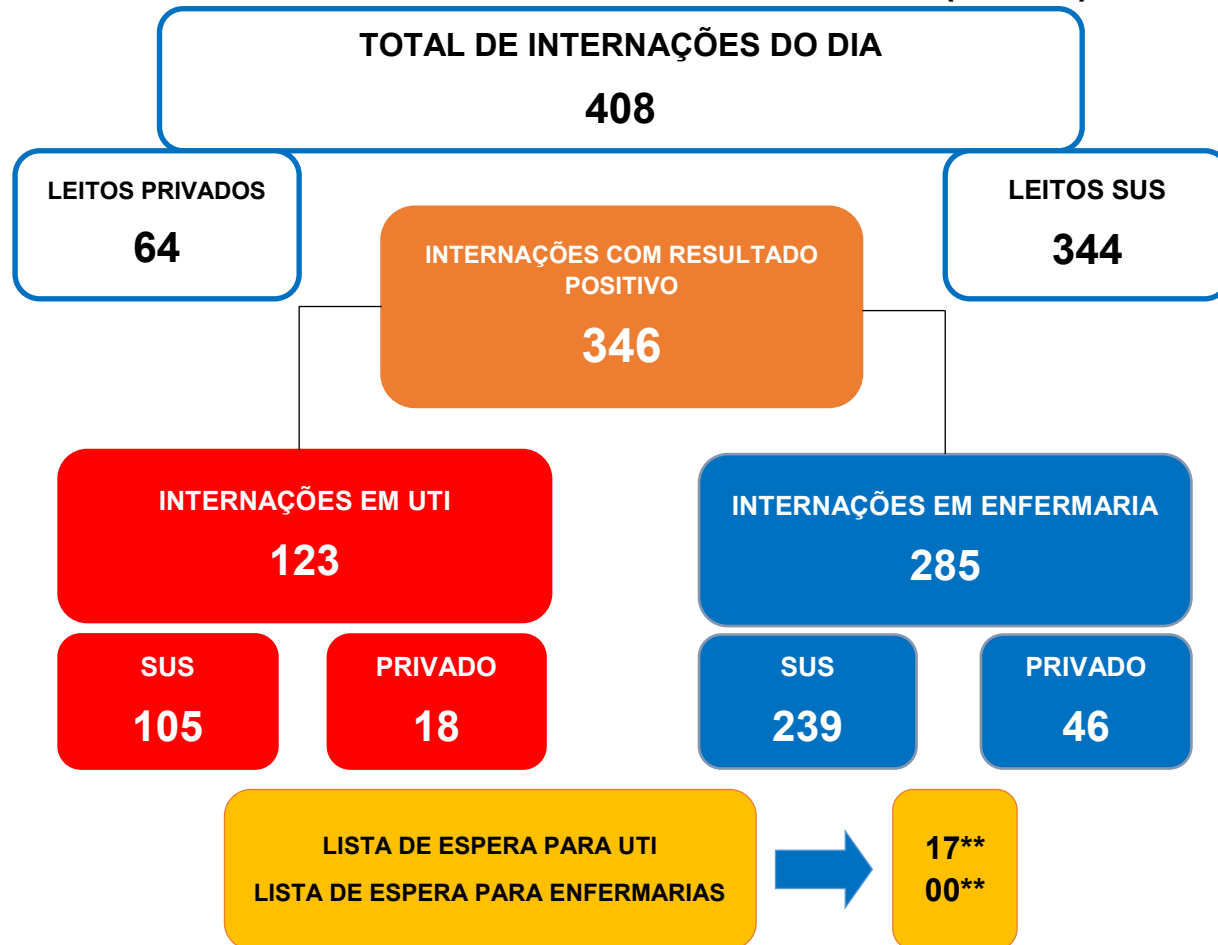 TOTAL DE INTERNAÇÕES DO DIA
408
LEITOS PRIVADOS
64
LEITOS SUS
344
INTERNAÇÕES COM RESULTADO
POSITIVO
346
INTERNAÇÕES EM UTI
123
INTERNAÇÕES EM ENFERMARIA
285
SUS
105
PRIVADO
18
SUS
239
PRIVADO
46
LISTA DE ESPERA PARA UTI
LISTA DE ESPERA PARA ENFERMARIAS
17**
00**